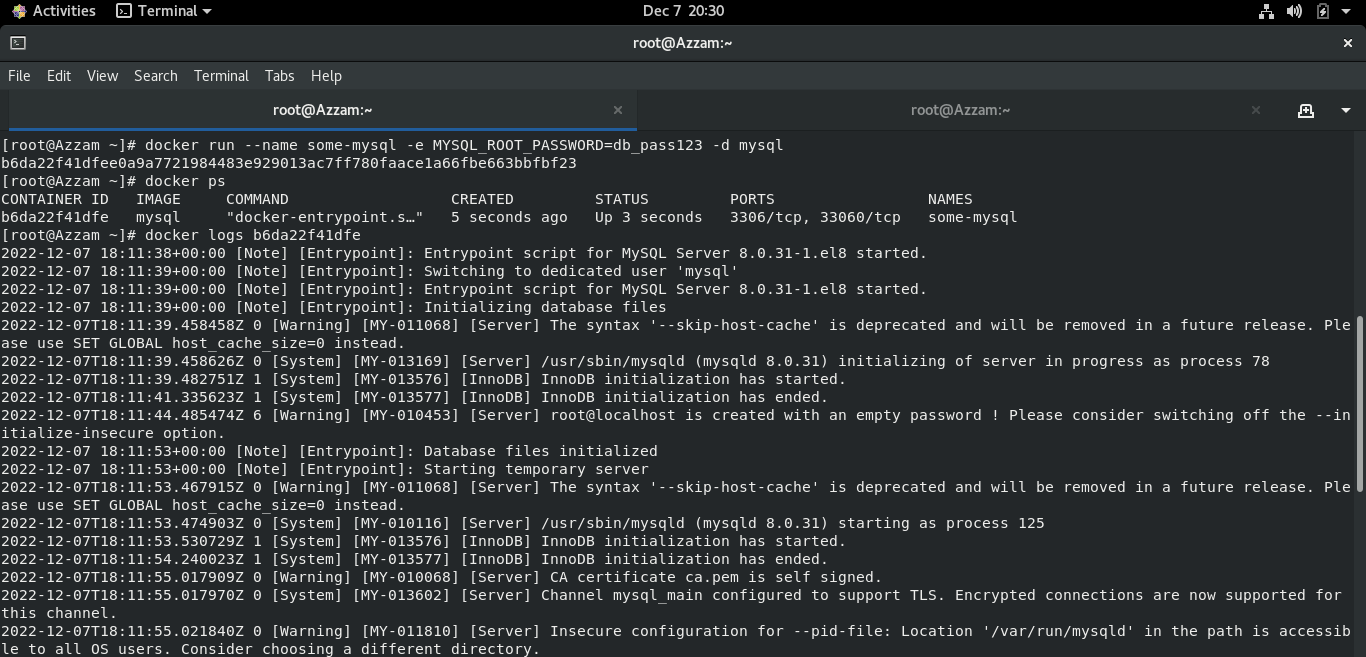 Activities Terminal Dec 7 20:30
root@Azzam:~
File Edit View Search Terminal Tabs Help
root@Azzam:~ root@Azzam:~
[root@Azzam ~]# docker run --name some-mysql -e MYSQL_ROOT_PASSWORD=db_pass123 -d mysql
b6da22f41dfee0a9a7721984483e929013ac7ff780faace1a66fbe663bbfbf23
[root@Azzam ~]# docker ps
CONTAINER ID   IMAGE     COMMAND                  CREATED         STATUS         PORTS                 NAMES
b6da22f41dfe   mysql     "docker-entrypoint.s…"   5 seconds ago   Up 3 seconds   3306/tcp, 33060/tcp   some-mysql
[root@Azzam ~]# docker logs b6da22f41dfe
2022-12-07 18:11:38+00:00 [Note] [Entrypoint]: Entrypoint script for MySQL Server 8.0.31-1.el8 started.
2022-12-07 18:11:39+00:00 [Note] [Entrypoint]: Switching to dedicated user 'mysql'
2022-12-07 18:11:39+00:00 [Note] [Entrypoint]: Entrypoint script for MySQL Server 8.0.31-1.el8 started.
2022-12-07 18:11:39+00:00 [Note] [Entrypoint]: Initializing database files
2022-12-07T18:11:39.458458Z 0 [Warning] [MY-011068] [Server] The syntax '--skip-host-cache' is deprecated and will be removed in a future release. Ple
ase use SET GLOBAL host_cache_size=0 instead.
2022-12-07T18:11:39.458626Z 0 [System] [MY-013169] [Server] /usr/sbin/mysqld (mysqld 8.0.31) initializing of server in progress as process 78
2022-12-07T18:11:39.482751Z 1 [System] [MY-013576] [InnoDB] InnoDB initialization has started.
2022-12-07T18:11:41.335623Z 1 [System] [MY-013577] [InnoDB] InnoDB initialization has ended.
2022-12-07T18:11:44.485474Z 6 [Warning] [MY-010453] [Server] root@localhost is created with an empty password ! Please consider switching off the --in
itialize-insecure option.
2022-12-07 18:11:53+00:00 [Note] [Entrypoint]: Database files initialized
2022-12-07 18:11:53+00:00 [Note] [Entrypoint]: Starting temporary server
2022-12-07T18:11:53.467915Z 0 [Warning] [MY-011068] [Server] The syntax '--skip-host-cache' is deprecated and will be removed in a future release. Ple
ase use SET GLOBAL host_cache_size=0 instead.
2022-12-07T18:11:53.474903Z 0 [System] [MY-010116] [Server] /usr/sbin/mysqld (mysqld 8.0.31) starting as process 125
2022-12-07T18:11:53.530729Z 1 [System] [MY-013576] [InnoDB] InnoDB initialization has started.
2022-12-07T18:11:54.240023Z 1 [System] [MY-013577] [InnoDB] InnoDB initialization has ended.
2022-12-07T18:11:55.017909Z 0 [Warning] [MY-010068] [Server] CA certificate ca.pem is self signed.
2022-12-07T18:11:55.017970Z 0 [System] [MY-013602] [Server] Channel mysql_main configured to support TLS. Encrypted connections are now supported for
this channel.
2022-12-07T18:11:55.021840Z 0 [Warning] [MY-011810] [Server] Insecure configuration for --pid-file: Location '/var/run/mysqld' in the path is accessib
le to all OS users. Consider choosing a different directory.